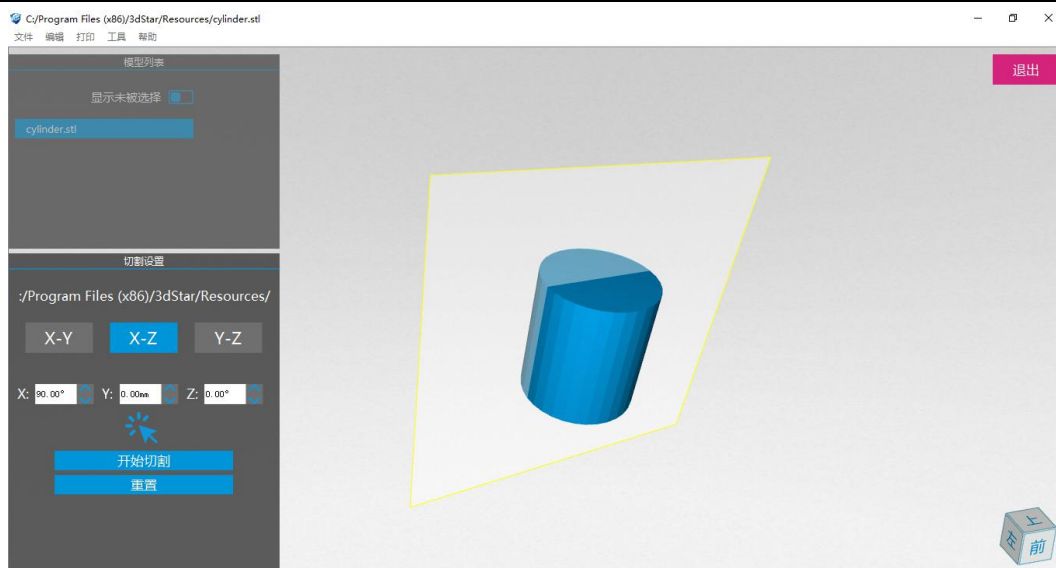 C:/Program Files (x86)/3dStar/Resources/cylinder.stl
文件 编辑 打印 工具 帮助
模型列表
退出
显示未被选择
cylinder.stl
切割设置
:/Program Files (x86)/3dStar/Resources/
X-Y X-Z Y-Z
X: 90.00° Y: 0.00mm Z: 0.00°
开始切割
重置
上
左 前